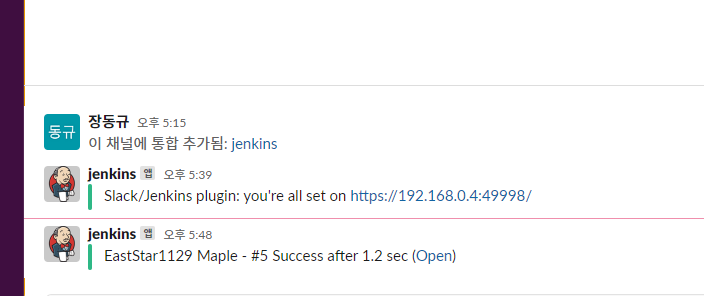 동규
장동규 오후 5:15
이 채널에 통합 추가됨: jenkins
jenkins 앱 오후 5:39
Slack/Jenkins plugin: you're all set on https://192.168.0.4:49998/
jenkins 앱 오후 5:48
EastStar1129 Maple - #5 Success after 1.2 sec (Open)